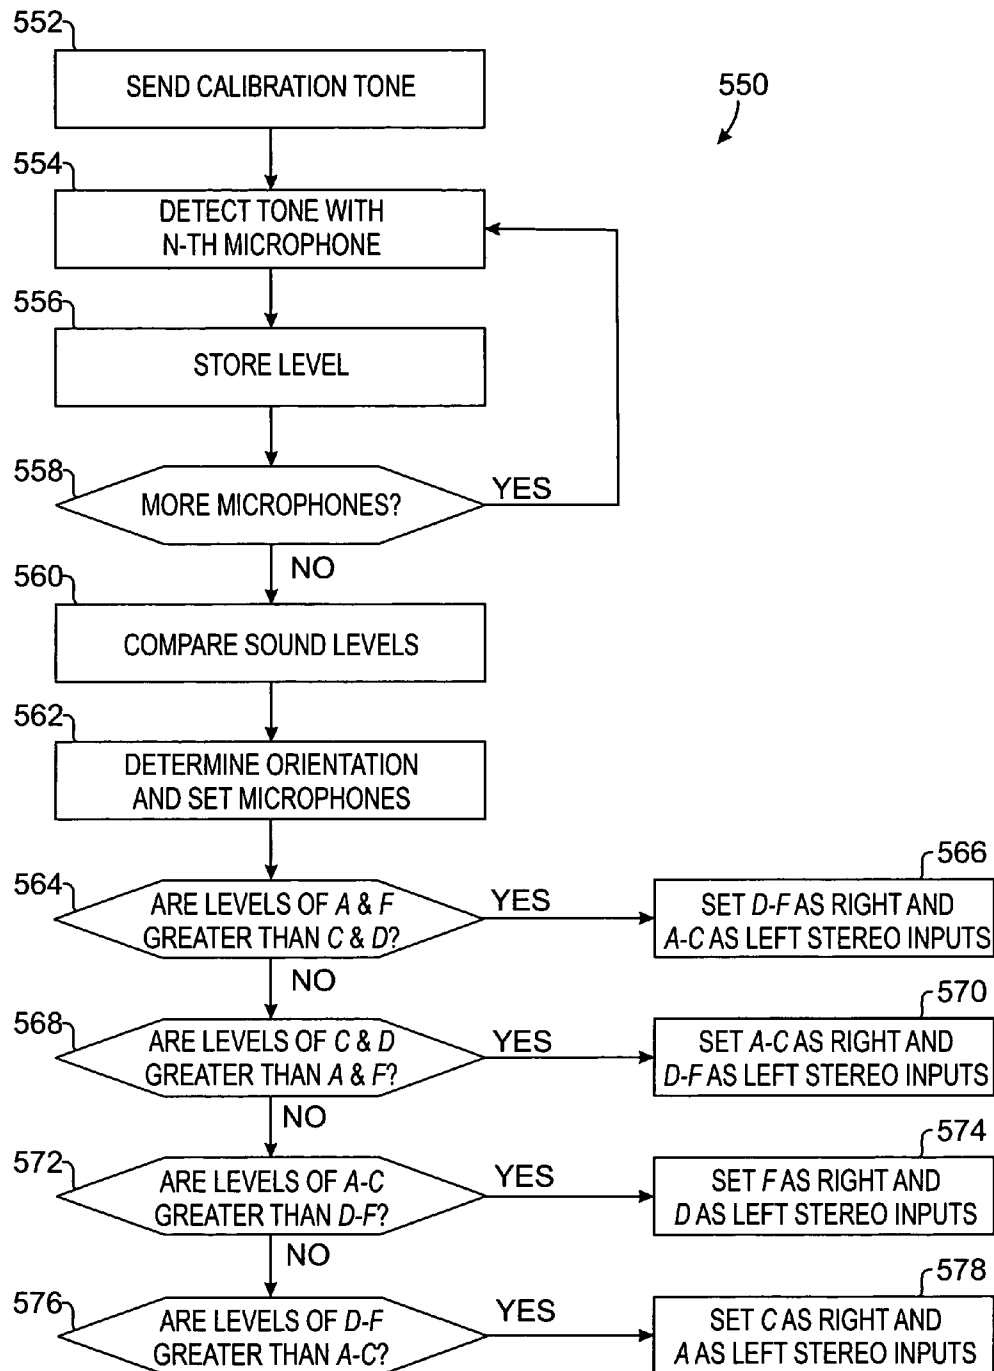 552
SEND CALIBRATION TONE
550
554
DETECT TONE WITH
N-TH MICROPHONE
556
STORE LEVEL
558
MORE MICROPHONES?
YES
NO
560
COMPARE SOUND LEVELS
562
DETERMINE ORIENTATION
AND SET MICROPHONES
564
ARE LEVELS OF A & F
GREATER THAN C & D?
YES
566
SET D-F AS RIGHT AND
A-C AS LEFT STEREO INPUTS
NO
568
ARE LEVELS OF C & D
GREATER THAN A & F?
YES
570
SET A-C AS RIGHT AND
D-F AS LEFT STEREO INPUTS
NO
572
ARE LEVELS OF A-C
GREATER THAN D-F?
YES
574
SET F AS RIGHT AND
D AS LEFT STEREO INPUTS
NO
576
ARE LEVELS OF D-F
GREATER THAN A-C?
YES
578
SET C AS RIGHT AND
A AS LEFT STEREO INPUTS